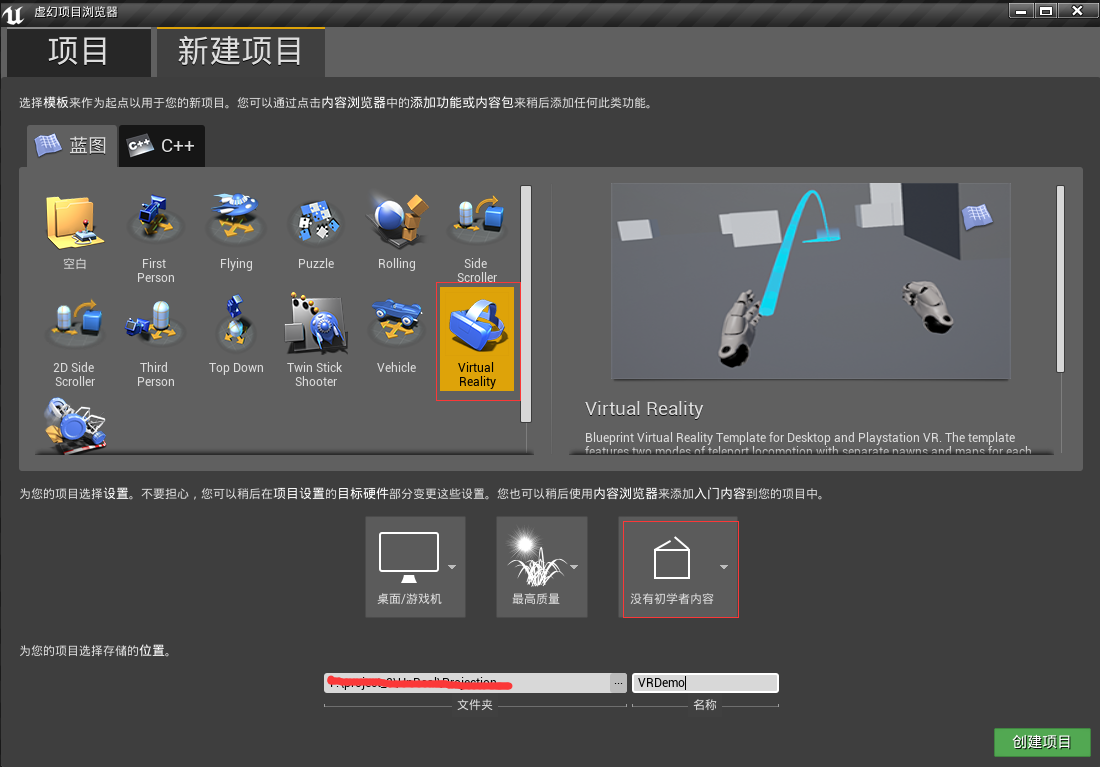 虚幻项目浏览器
项目
新建项目
选择模板来作为起点以用于您的新项目。您可以通过点击内容浏览器中的添加功能或内容包来稍后添加任何此类功能。
蓝图
C++
C++
空白
First
Person
Flying
Puzzle
Rolling
Side
Scroller
2D Side
Scroller
Third
Person
Top Down
Twin Stick
Shooter
Vehicle
Virtual
Reality
Virtual Reality
Blueprint Virtual Reality Template for Desktop and Playstation VR. The template
features two modes of teleport locomotion with separate pawns and maps for each
为您的项目选择设置。不要担心，您可以稍后在项目设置的目标硬件部分变更这些设置。您也可以稍后使用内容浏览器来添加入门内容到您的项目中。
桌面/游戏机
最高质量
没有初学者内容
为您的项目选择存储的位置。
...
VRDemo
文件夹
名称
创建项目